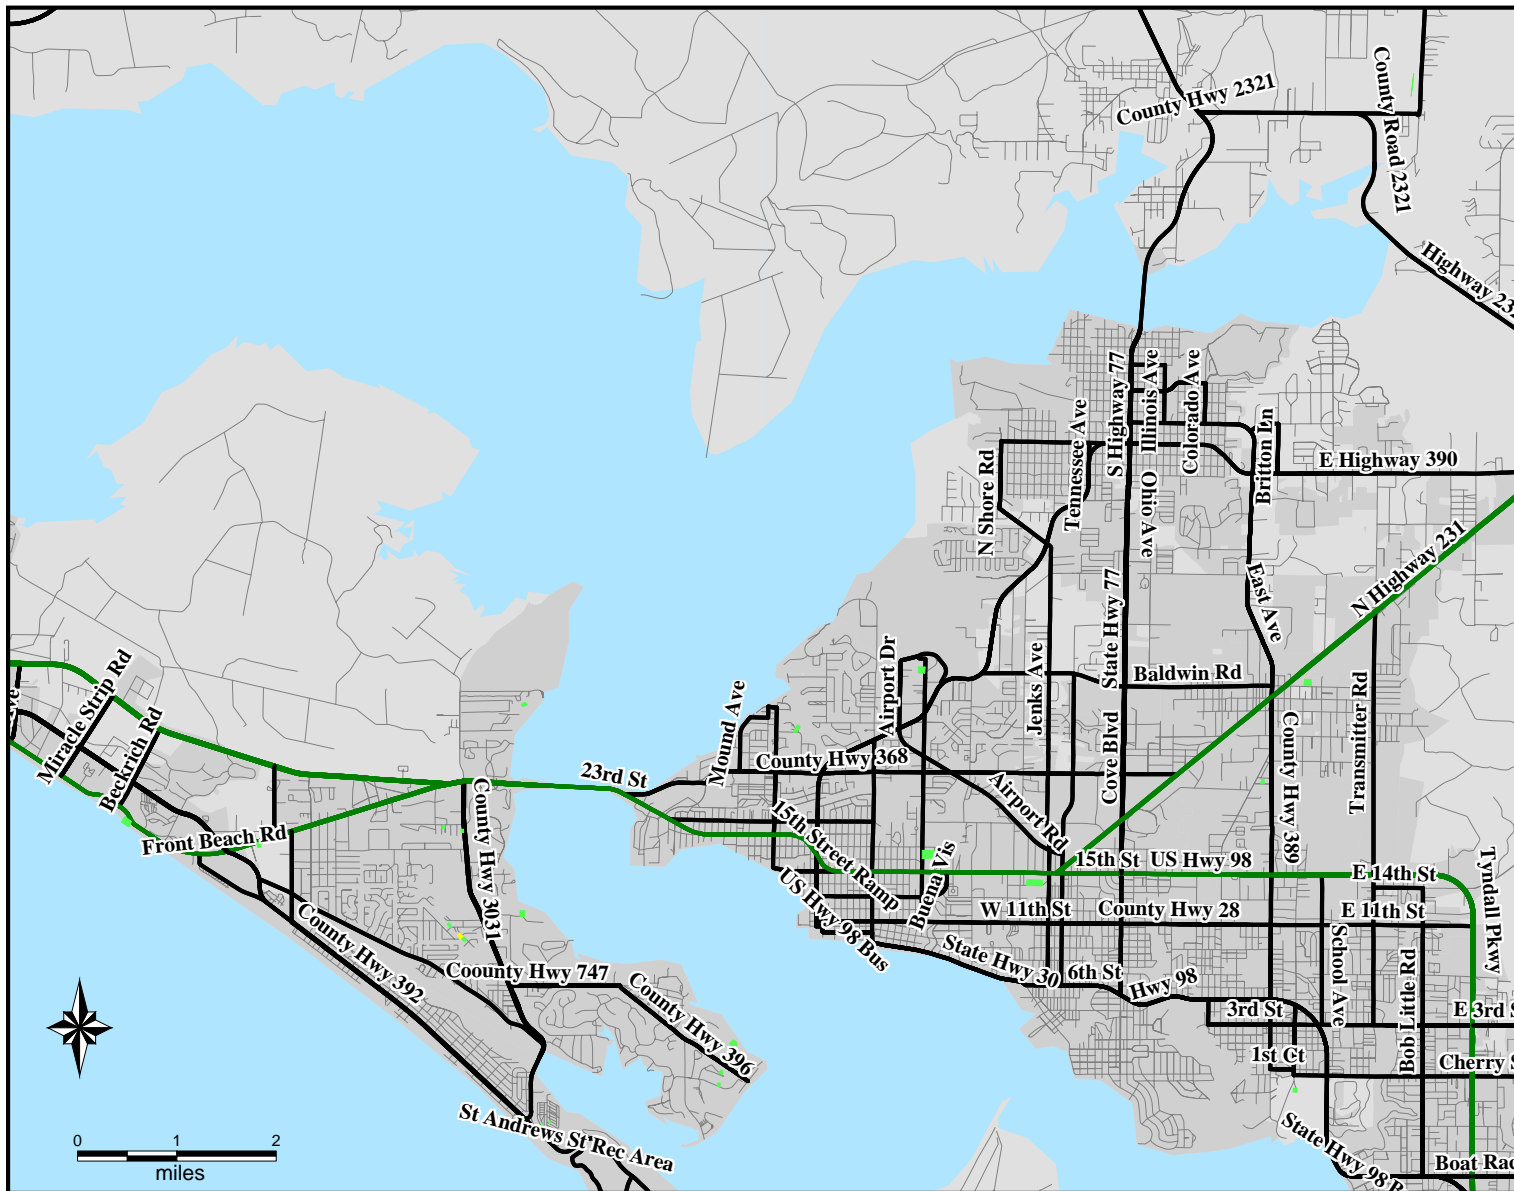 County Hwy 2321
County Road 2321
Highway 231
S Highway 77
Illinois Ave
Colorado Ave
Tennessee Ave
Britton Ln
E Highway 390
N Shore Rd
Ohio Ave
N Highway 231
State Hwy 77
East Ave
Miracle Strip Rd
Beckrich Rd
Airport Dr
Jenks Ave
Baldwin Rd
Transmitter Rd
Mound Ave
County Hwy 368
23rd St
Cove Blvd
County Hwy 389
Airport Rd
15th Street Ramp
Front Beach Rd
County Hwy 3031
15th St
US Hwy 98
E 14th St
Buena Vis
Tyndall Pkwy
US Hwy 98 Bus
W 11th St
County Hwy 28
E 11th St
County Hwy 392
Coounty Hwy 747
County Hwy 396
State Hwy 30
6th St
Hwy 98
School Ave
Bob Little Rd
3rd St
E 3rd S
1st Ct
Cherry S
St Andrews St Rec Area
State Hwy 98 B
Boat Rac
0 1 2
miles